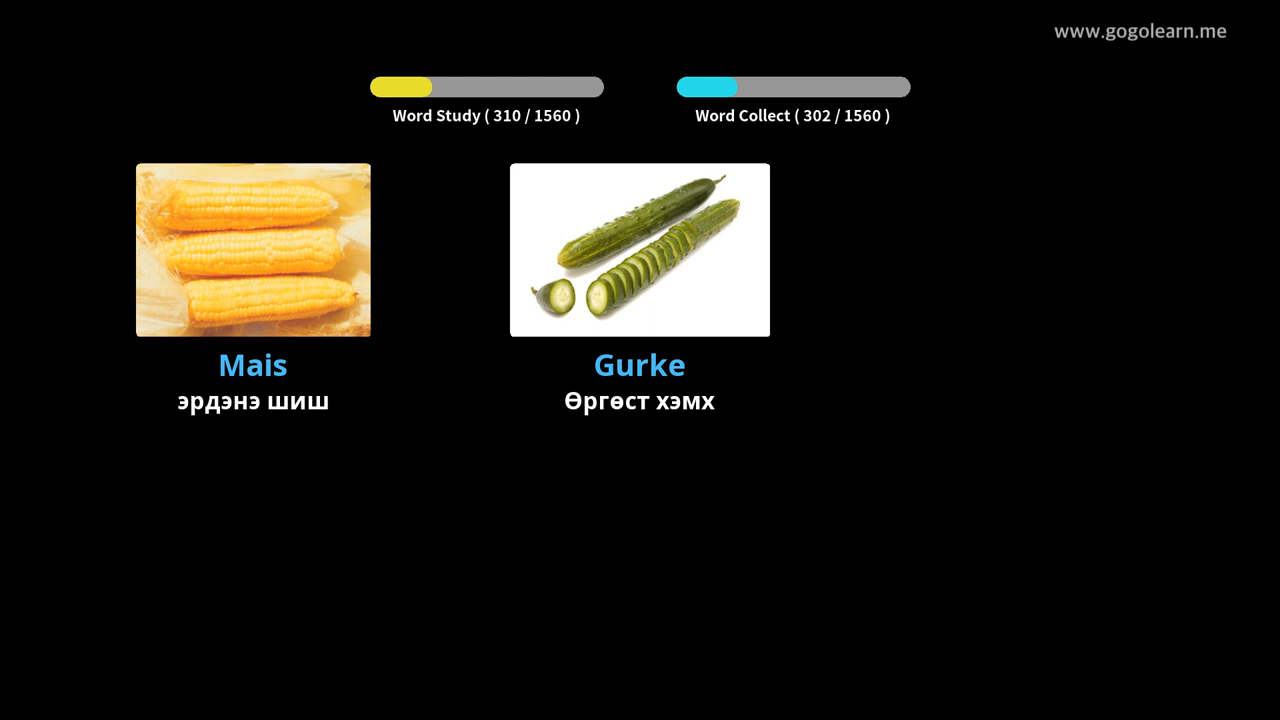 www.gogolearn.me
Word Study ( 310 / 1560 )
Word Collect ( 302 / 1560 )
Mais
эрдэнэ шиш
Gurke
Өргөст хэмх